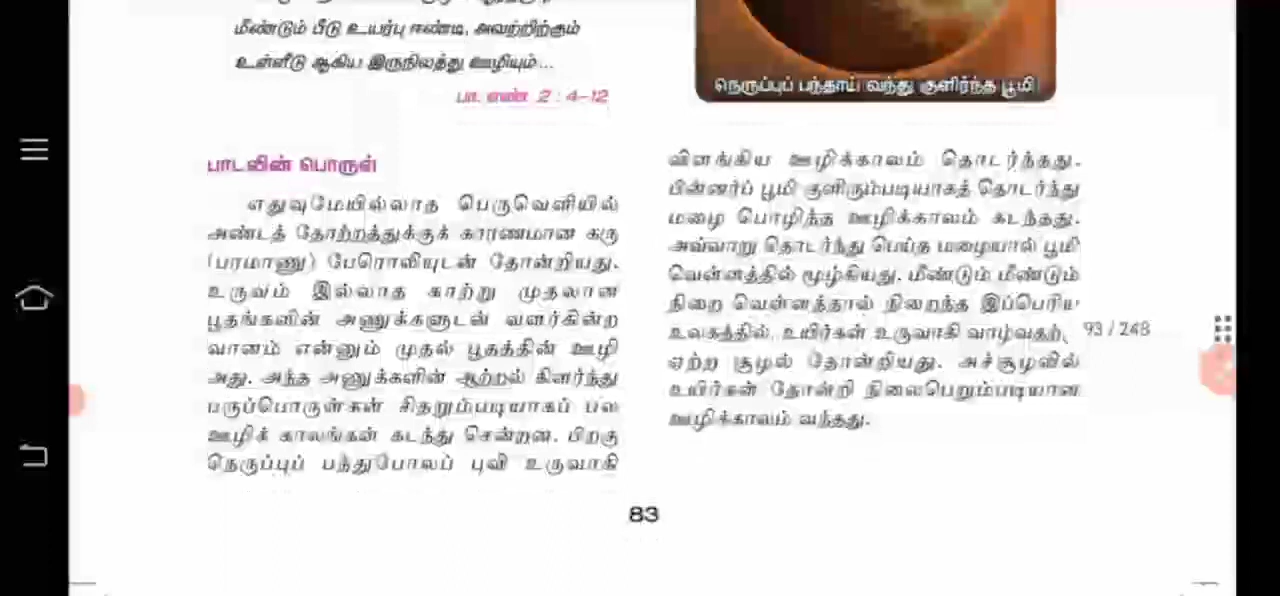 மீண்டும் பீடு உயர்பு ஈண்டி, அவற்றிற்கும்
உள்ளீடு ஆகிய இருநிலத்து ஊழியும்...
பா. எண் 2 : 4-12
நெருப்புப் பந்தாய் வந்து குளிர்ந்த பூமி
பாடலின் பொருள்
எதுவுமேயில்லாத பெருவெளியில்
அண்டத் தோற்றத்துக்குக் காரணமான கரு
(பரமாணு) பேரொலியுடன் தோன்றியது.
உருவம் இல்லாத காற்று முதலான
பூதங்களின் அணுக்களுடன் வளர்கின்ற
வானம் என்னும் முதல் பூதத்தின் ஊழி
அது. அந்த அணுக்களின் ஆற்றல் கிளர்ந்து
பருப்பொருள்கள் சிதறும்படியாகப் பல
ஊழிக் காலங்கள் கடந்து சென்றன. பிறகு
நெருப்புப் பந்துபோலப் புவி உருவாகி
விளங்கிய ஊழிக்காலம் தொடர்ந்தது.
பின்னர்ப் பூமி குளிரும்படியாகத் தொடர்ந்து
மழை பொழிந்த ஊழிக்காலம் கடந்தது.
அவ்வாறு தொடர்ந்து பெய்த மழையால் பூமி
வெள்ளத்தில் மூழ்கியது. மீண்டும் மீண்டும்
நிறை வெள்ளத்தால் நிறைந்த இப்பெரிய
உலகத்தில், உயிர்கள் உருவாகி வாழ்வதற்கு
ஏற்ற சூழல் தோன்றியது. அச்சூழலில்
உயிர்கள் தோன்றி நிலைபெறும்படியான
ஊழிக்காலம் வந்தது.
93 / 248
83